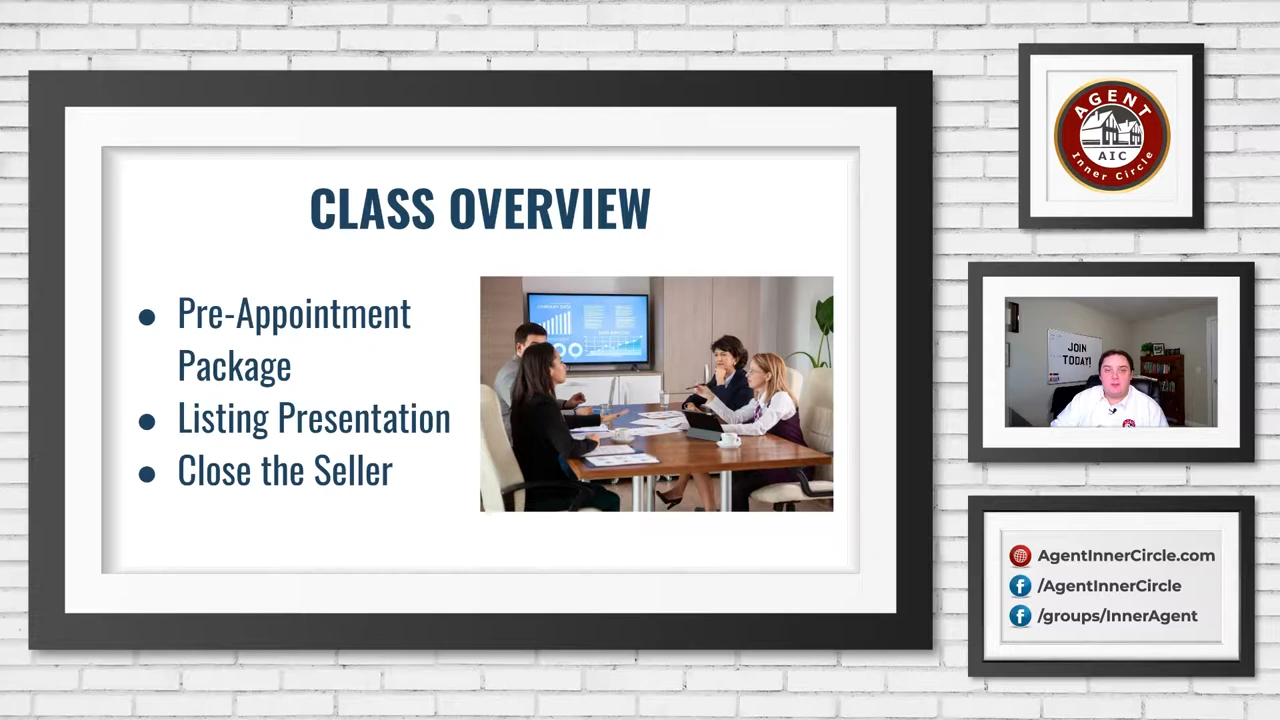 CLASS OVERVIEW
● Pre-Appointment
Package
● Listing Presentation
● Close the Seller
AGENT
AIC
Inner Circle
JOIN
TODAY!
AgentInnerCircle.com
/AgentInnerCircle
/groups/InnerAgent